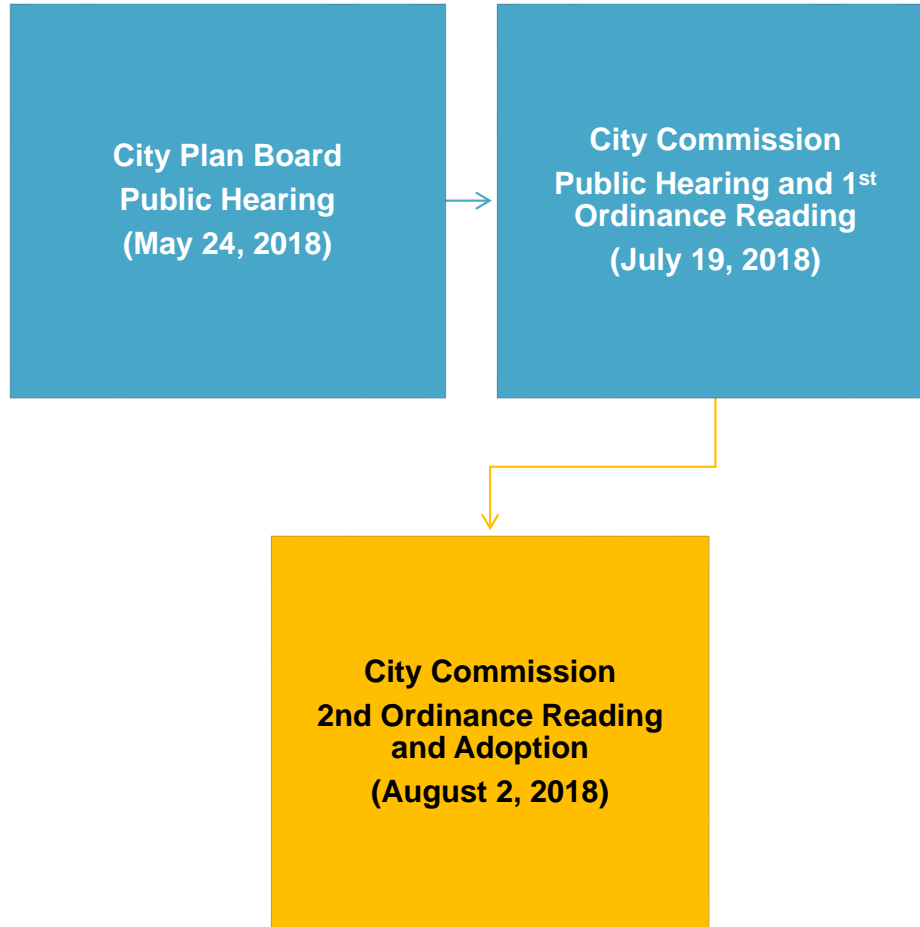 City Plan Board
Public Hearing
(May 24, 2018)
City Commission
Public Hearing and 1st
Ordinance Reading
(July 19, 2018)
City Commission
2nd Ordinance Reading
and Adoption
(August 2, 2018)